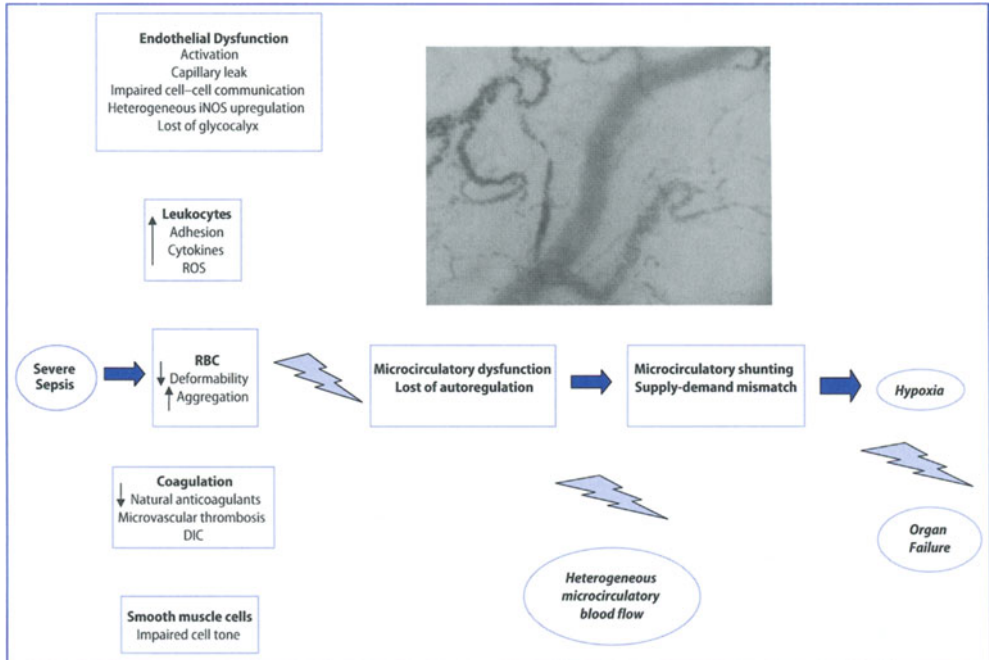 Endothelial Dysfunction
Activation
Capillary leak
Impaired cell–cell communication
Heterogeneous iNOS upregulation
Lost of glycocalyx
Leukocytes
Adhesion
Cytokines
ROS
Severe
Sepsis
RBC
Deformability
Aggregation
Microcirculatory dysfunction
Lost of autoregulation
Microcirculatory shunting
Supply-demand mismatch
Hypoxia
Coagulation
Natural anticoagulants
Microvascular thrombosis
DIC
Organ
Failure
Heterogeneous
microcirculatory
blood flow
Smooth muscle cells
Impaired cell tone